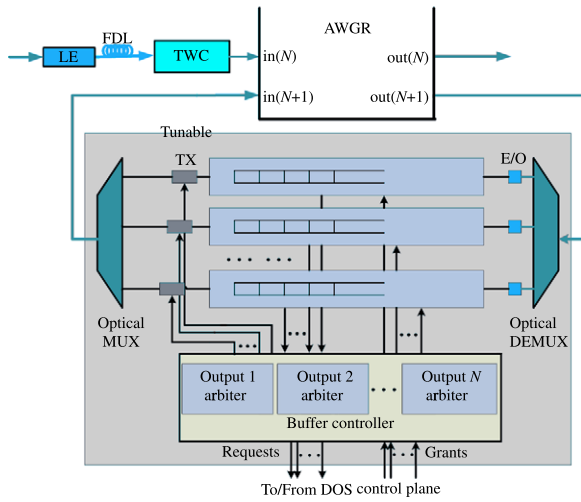 AWGR
FDL
LE
TWC
in(N)
out(N)
in(N+1)
out(N+1)
Tunable
TX
E/O
Optical
MUX
Optical
DEMUX
Output 1
arbiter
Output 2
arbiter
Output N
arbiter
Buffer controller
Requests
Grants
To/From DOS control plane